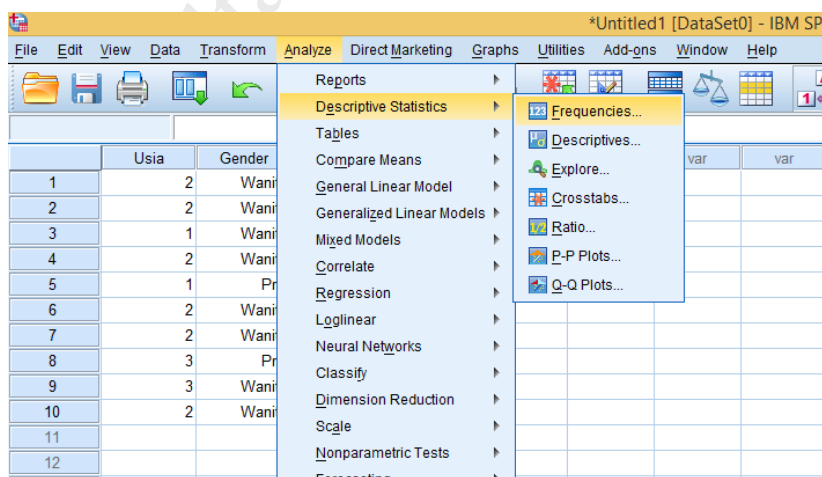 *Untitled1 [DataSet0] - IBM SP
File Edit View Data Transform Analyze Direct Marketing Graphs Utilities Add-ons Window Help
Reports
Descriptive Statistics
Tables
Compare Means
General Linear Model
Generalized Linear Models
Mixed Models
Correlate
Regression
Loglinear
Neural Networks
Classify
Dimension Reduction
Scale
Nonparametric Tests
Forecasting
Frequencies...
Descriptives...
Explore...
Crosstabs...
Ratio...
P-P Plots...
Q-Q Plots...
Usia Gender var var
1 2 Wani
2 2 Wani
3 1 Wani
4 2 Wani
5 1 Pr
6 2 Wani
7 2 Wani
8 3 Pr
9 3 Wani
10 2 Wani
11
12